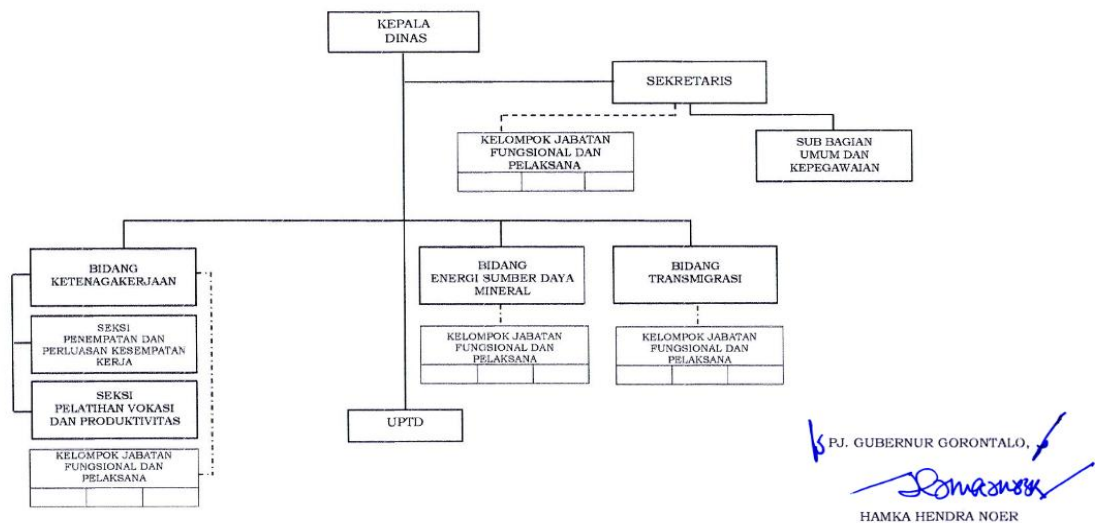 KEPALA
DINAS
SEKRETARIS
KELOMPOK JABATAN
FUNGSIONAL DAN
PELAKSANA
SUB BAGIAN
UMUM DAN
KEPEGAWAIAN
BIDANG
KETENAGAKERJAAN
BIDANG
ENERGI SUMBER DAYA
MINERAL
BIDANG
TRANSMIGRASI
SEKSI
PENEMPATAN DAN
PERLUASAN KESEMPATAN
KERJA
KELOMPOK JABATAN
FUNGSIONAL DAN
PELAKSANA
KELOMPOK JABATAN
FUNGSIONAL DAN
PELAKSANA
SEKSI
PELATIHAN VOKASI
DAN PRODUKTIVITAS
UPTD
KELOMPOK JABATAN
FUNGSIONAL DAN
PELAKSANA
PJ. GUBERNUR GORONTALO,
HAMKA HENDRA NOER